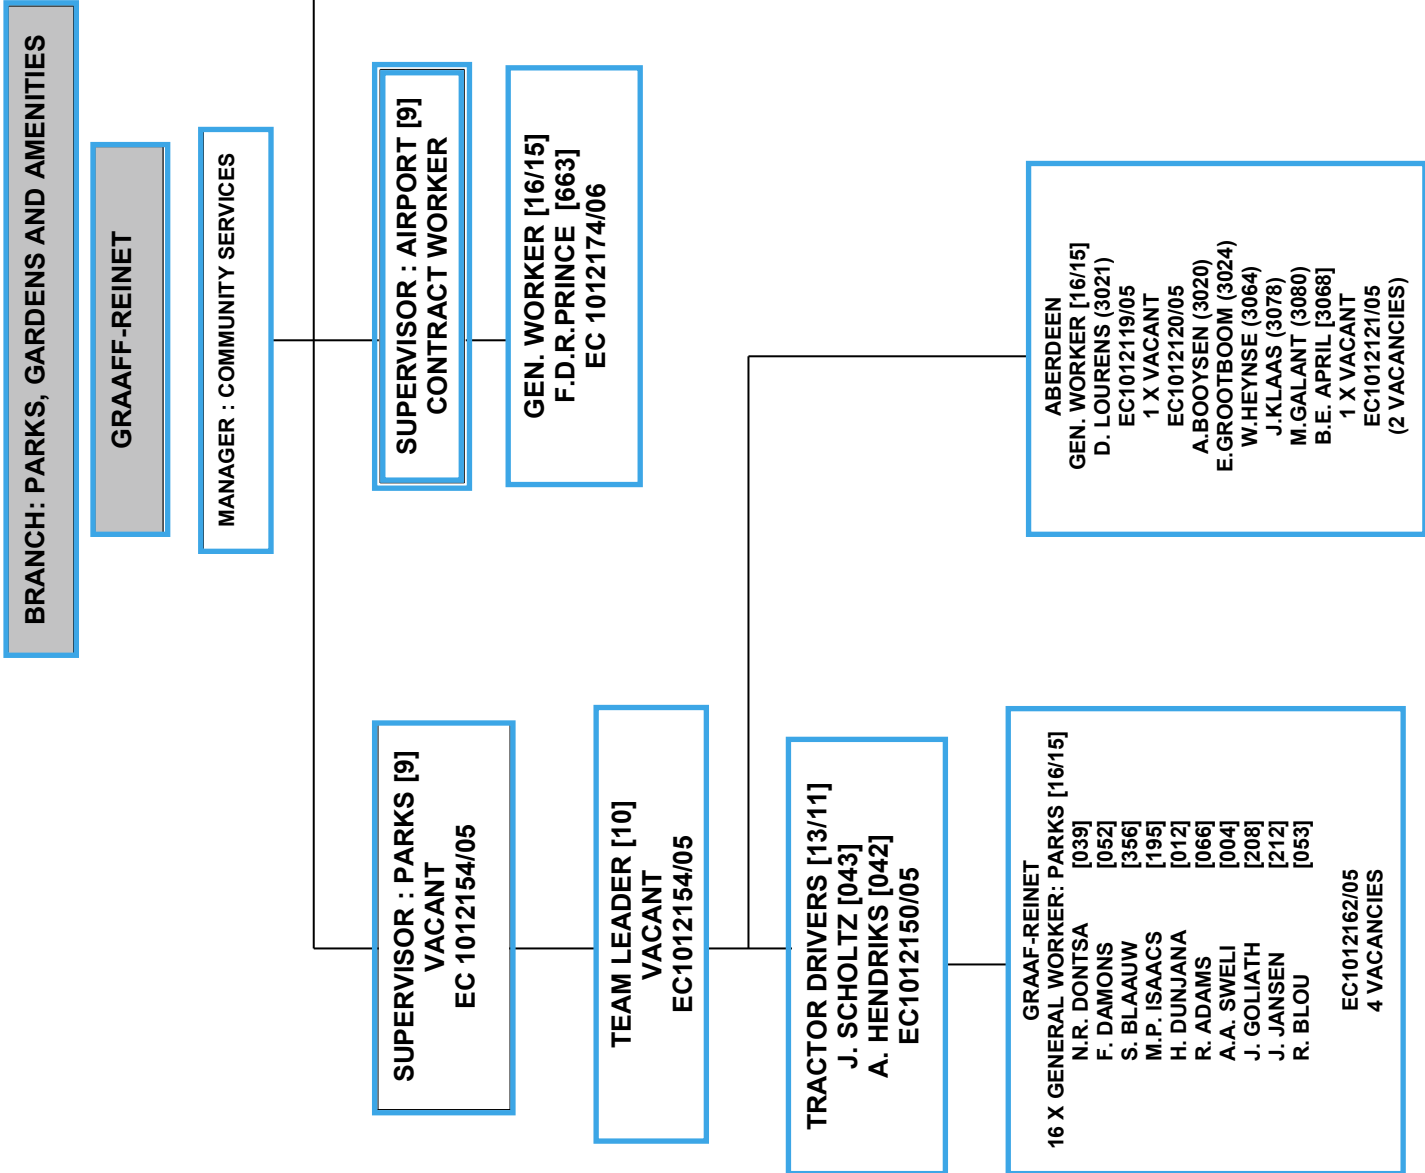 BRANCH: PARKS, GARDENS AND AMENITIES
GRAAFF-REINET
MANAGER : COMMUNITY SERVICES
SUPERVISOR : PARKS [9]
VACANT
EC 1012154/05
SUPERVISOR : AIRPORT [9]
CONTRACT WORKER
GEN. WORKER [16/15]
F.D.R.PRINCE [663]
EC 1012174/06
TEAM LEADER [10]
VACANT
EC1012154/05
TRACTOR DRIVERS [13/11]
J. SCHOLTZ [043]
A. HENDRIKS [042]
EC1012150/05
GRAAF-REINET
16 X GENERAL WORKER: PARKS [16/15]
N.R. DONTSA [039]
F. DAMONS [052]
S. BLAAUW [356]
M.P. ISAACS [195]
H. DUNJANA [012]
R. ADAMS [066]
A.A. SWELI [004]
J. GOLIATH [208]
J. JANSEN [212]
R. BLOU [053]
EC1012162/05
4 VACANCIES
ABERDEEN
GEN. WORKER [16/15]
D. LOURENS (3021)
EC1012119/05
1 X VACANT
EC1012120/05
A.BOOYSEN (3020)
E.GROOTBOOM (3024)
W.HEYNSE (3064)
J.KLAAS (3078)
M.GALANT (3080)
B.E. APRIL [3068]
1 X VACANT
EC1012121/05
(2 VACANCIES)